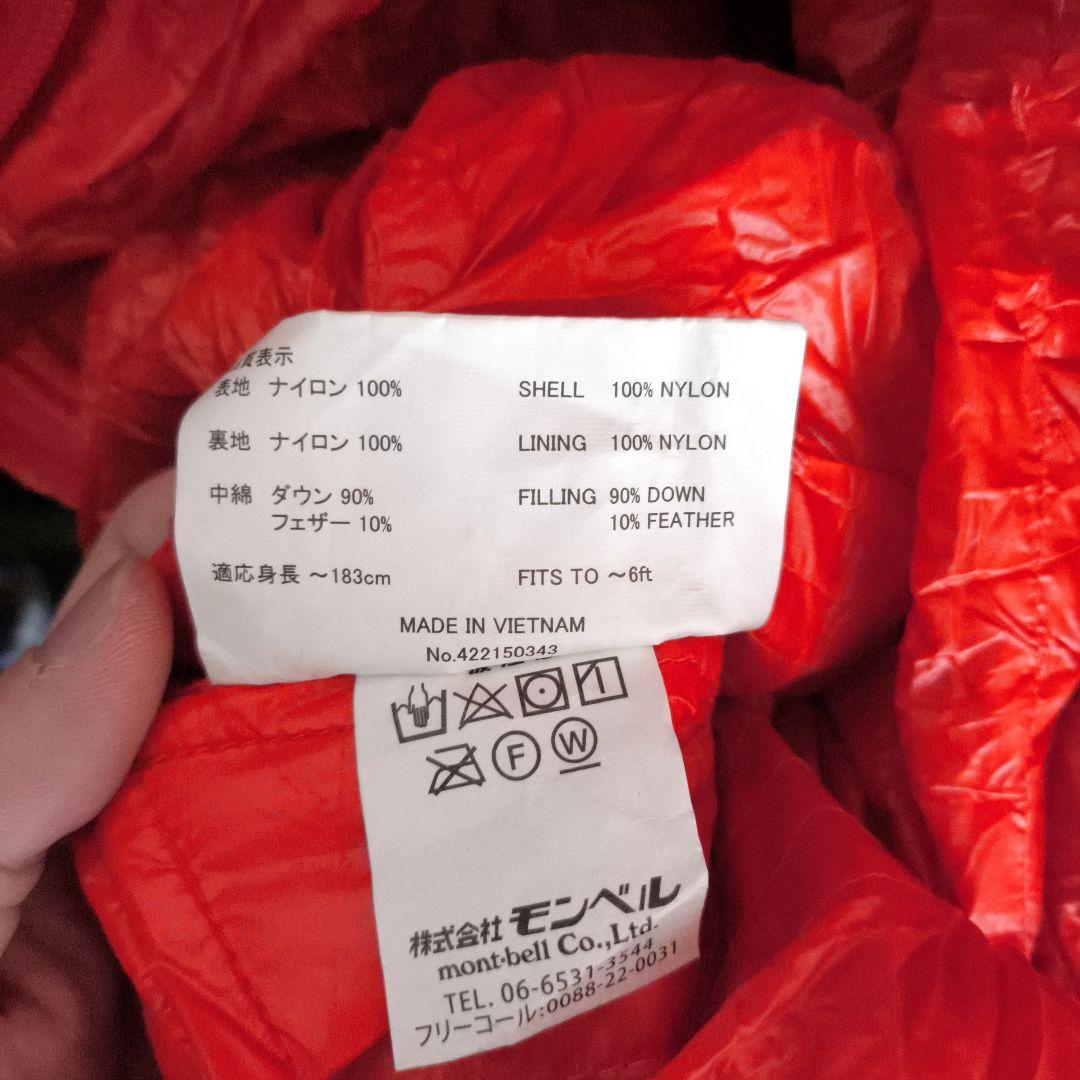 質表示
表地 ナイロン 100% SHELL 100% NYLON
裏地 ナイロン 100% LINING 100% NYLON
中綿 ダウン 90% FILLING 90% DOWN
フェザー 10% 10% FEATHER
適応身長 ～183cm FITS TO ～6ft
MADE IN VIETNAM
No.422150343
F W
株式会社 モンベル
mont-bell Co.,Ltd.
TEL. 06-6531-3544
フリーコール:0088-22-0031